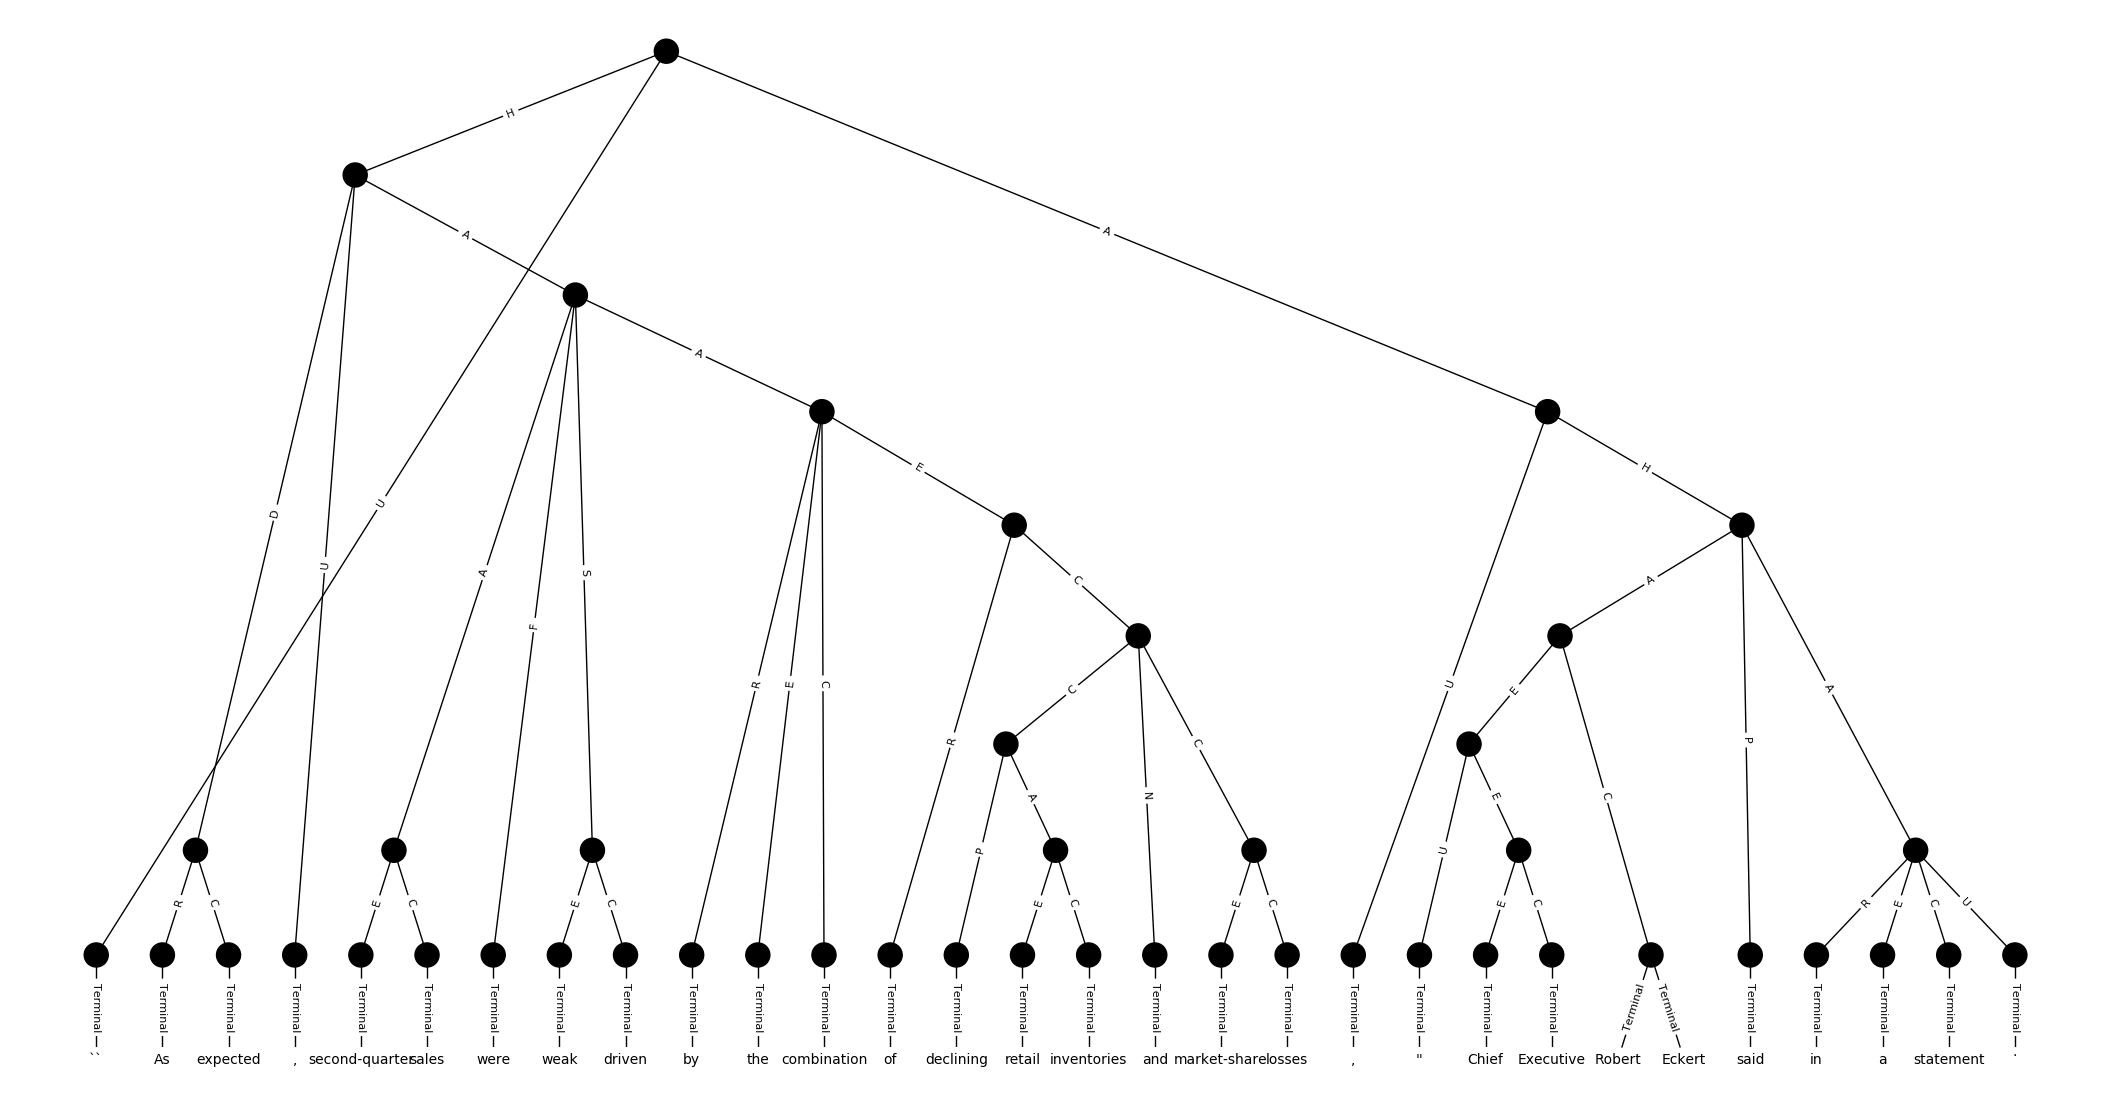 H
A
A
A
E
H
D
U
U
A
F
S
R
E
C
R
C
C
P
A
N
C
U
A
E
U
E
C
P
A
R
C
E
C
E
C
E
C
E
C
E
C
R
E
C
U
Terminal Terminal Terminal Terminal Terminal Terminal Terminal Terminal Terminal Terminal Terminal Terminal Terminal Terminal Terminal Terminal Terminal Terminal Terminal Terminal Terminal Terminal Terminal Terminal Terminal Terminal Terminal Terminal Terminal Terminal
`` As expected , second-quarter sales were weak driven by the combination of declining retail inventories and market-share losses , " Chief Executive Robert Eckert said in a statement .